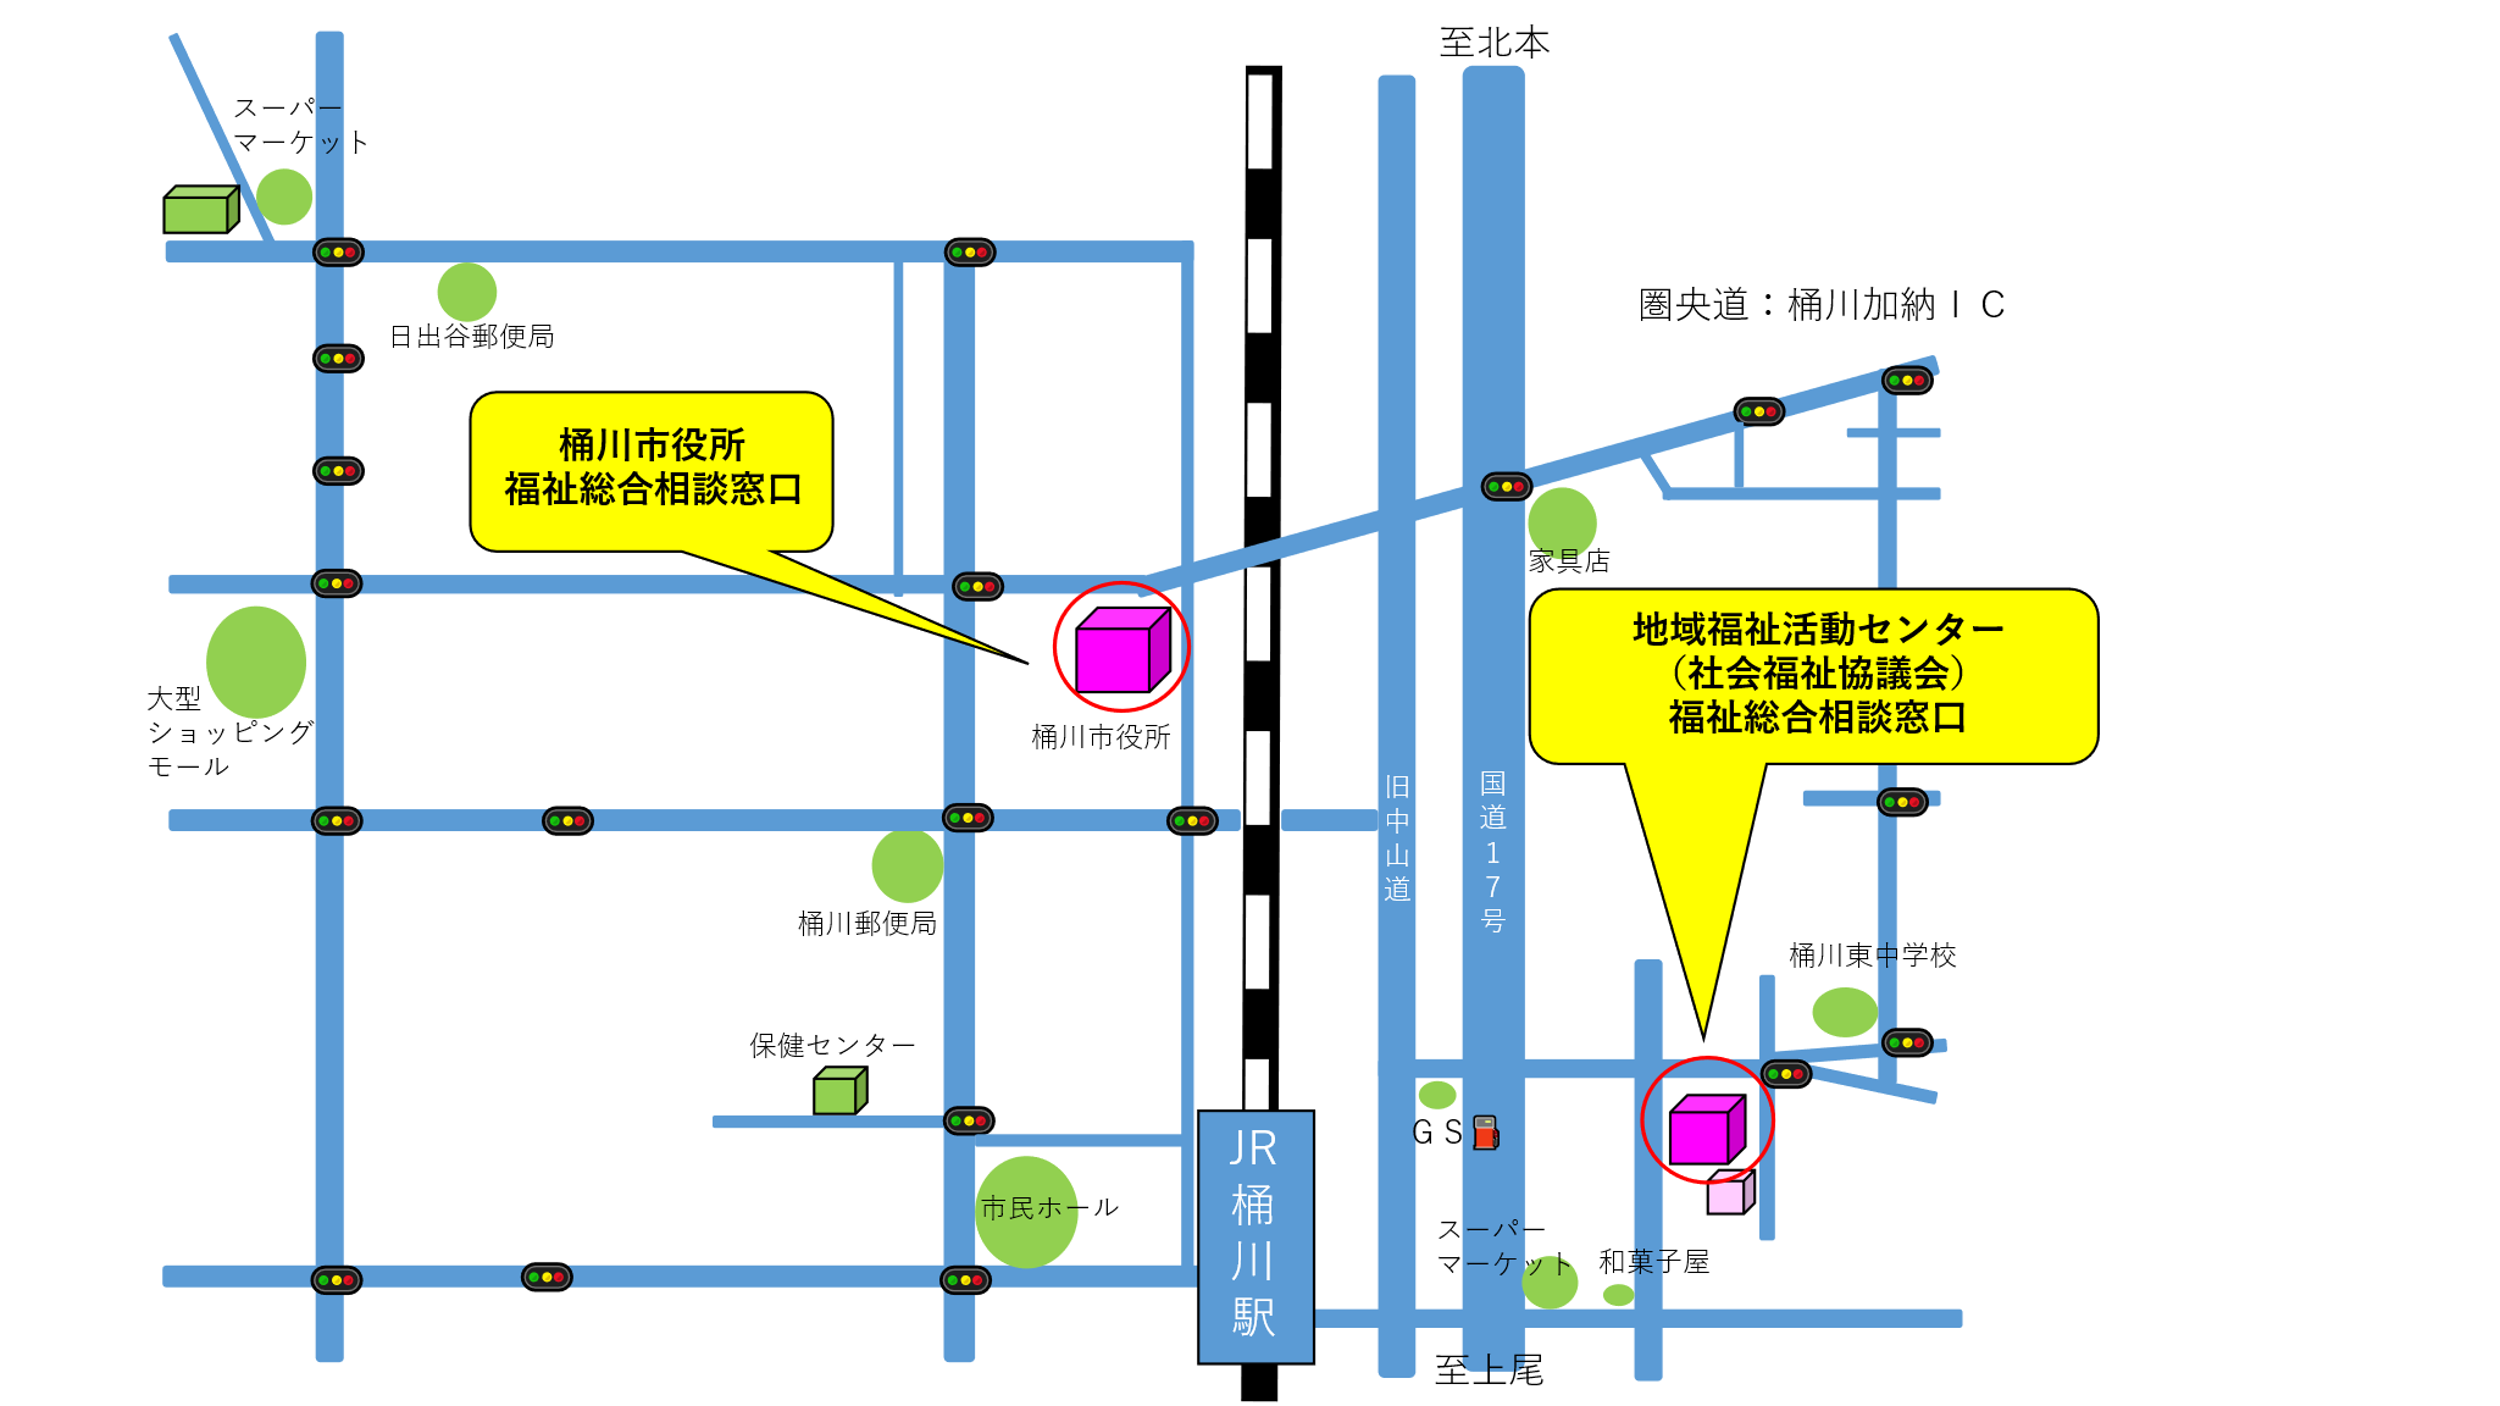 至北本
スーパー
マーケット
圏央道：桶川加納ＩＣ
日出谷郵便局
桶川市役所
福祉総合相談窓口
家具店
地域福祉活動センター
（社会福祉協議会）
福祉総合相談窓口
大型
ショッピング
モール
桶川市役所
旧中山道
国道１７号
桶川郵便局
桶川東中学校
保健センター
ＧＳ
JR桶川駅
市民ホール
スーパー
マーケット
和菓子屋
至上尾